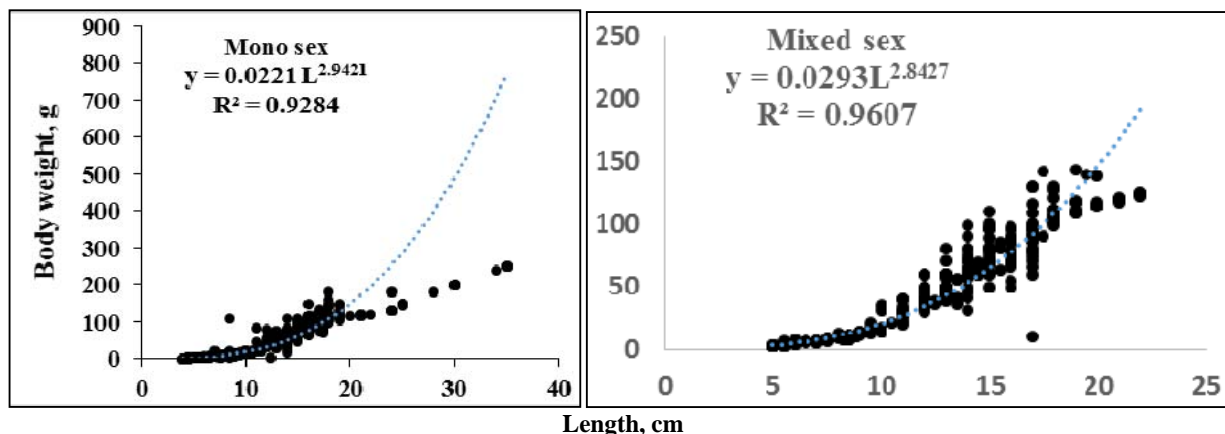 Mono sex
y = 0.0221 L^2.9421
R² = 0.9284
Body weight, g
900
800
700
600
500
400
300
200
100
0
0 10 20 30 40
Mixed sex
y = 0.0293L^2.8427
R² = 0.9607
250
200
150
100
50
0
0 5 10 15 20 25
Length, cm